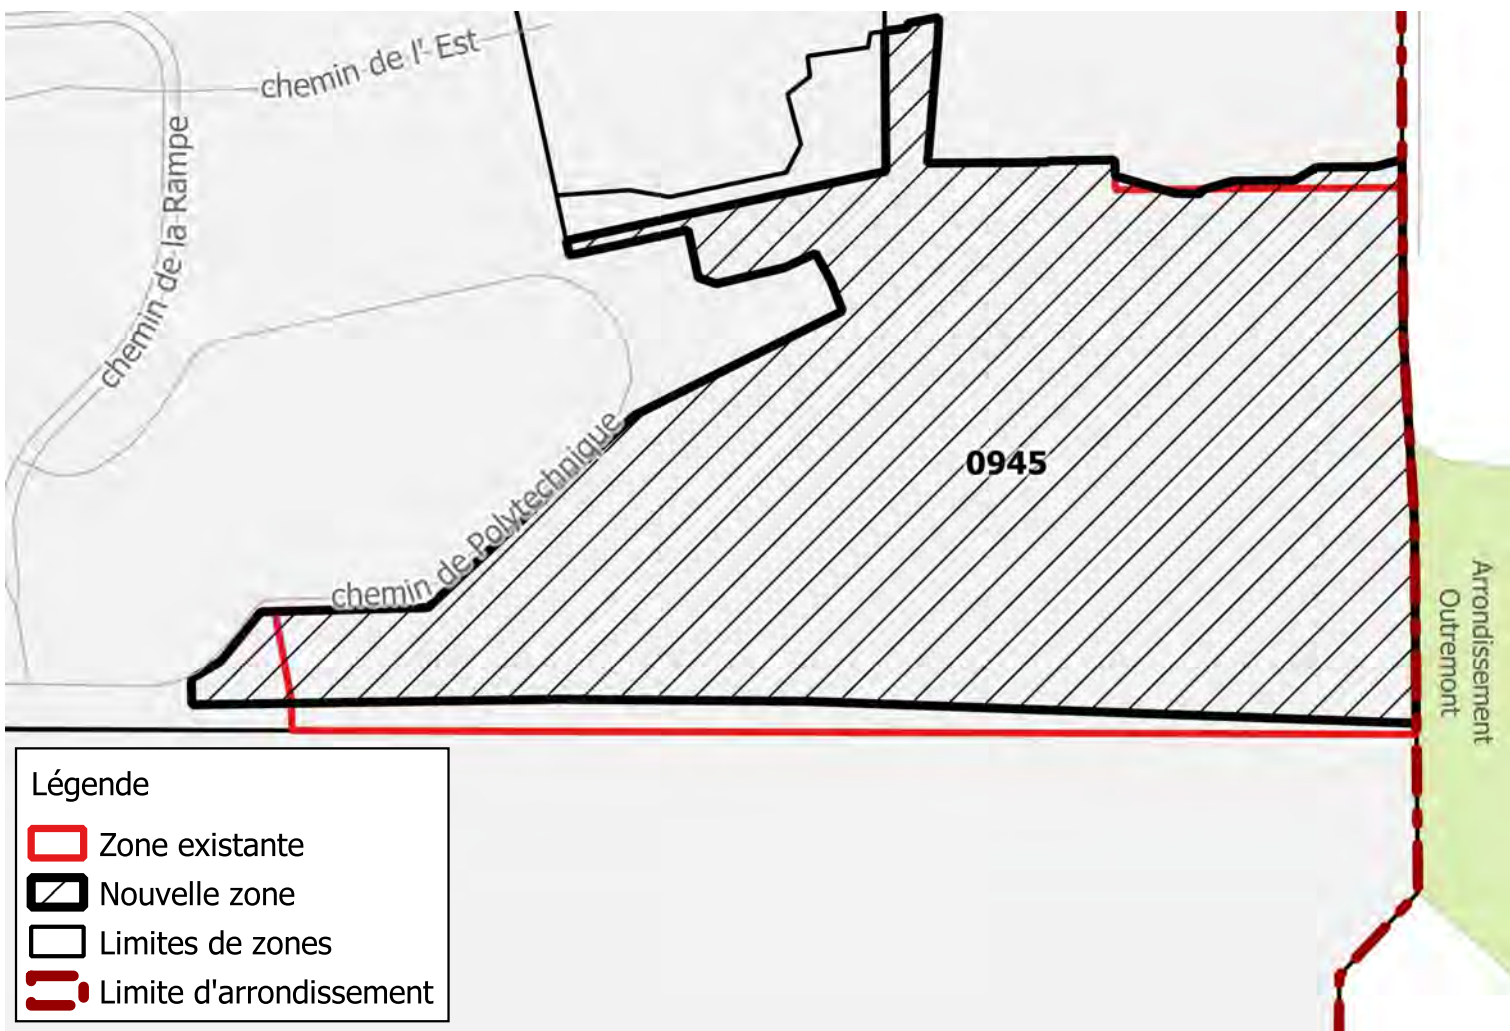 chemin de l'Est
chemin de la Rampe
chemin de Polytechnique
0945
Arrondissement
Outremont
Légende
Zone existante
Nouvelle zone
Limites de zones
Limite d'arrondissement